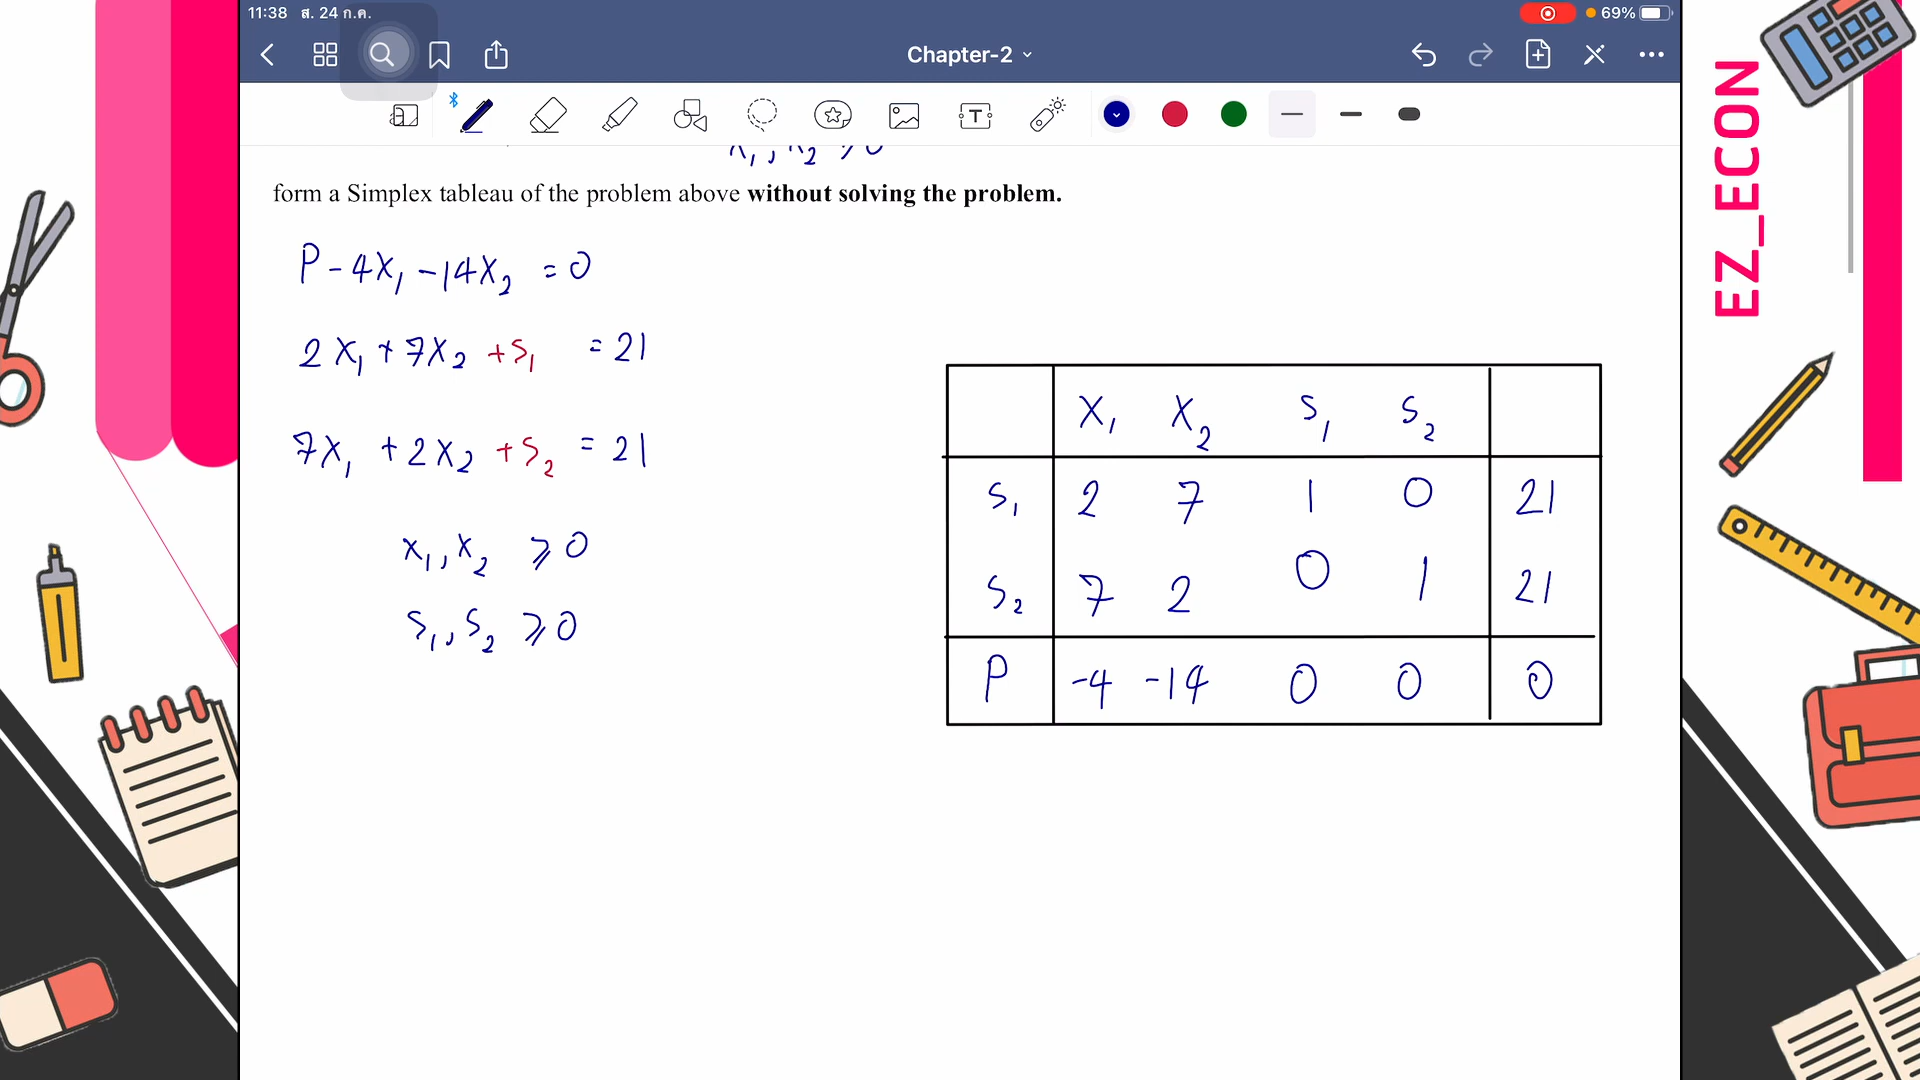 11:38 ส. 24 ก.ค.
69%
Chapter-2
T
x₁, x₂ ≥ 0
form a Simplex tableau of the problem above without solving the problem.
P - 4x₁ - 14x₂ = 0
2x₁ + 7x₂ + s₁ = 21
7x₁ + 2x₂ + s₂ = 21
x₁, x₂ ≥ 0
s₁, s₂ ≥ 0
x₁ x₂ s₁ s₂
s₁ 2 7 1 0 21
s₂ 7 2 0 1 21
P -4 -14 0 0 0
EZ_ECON